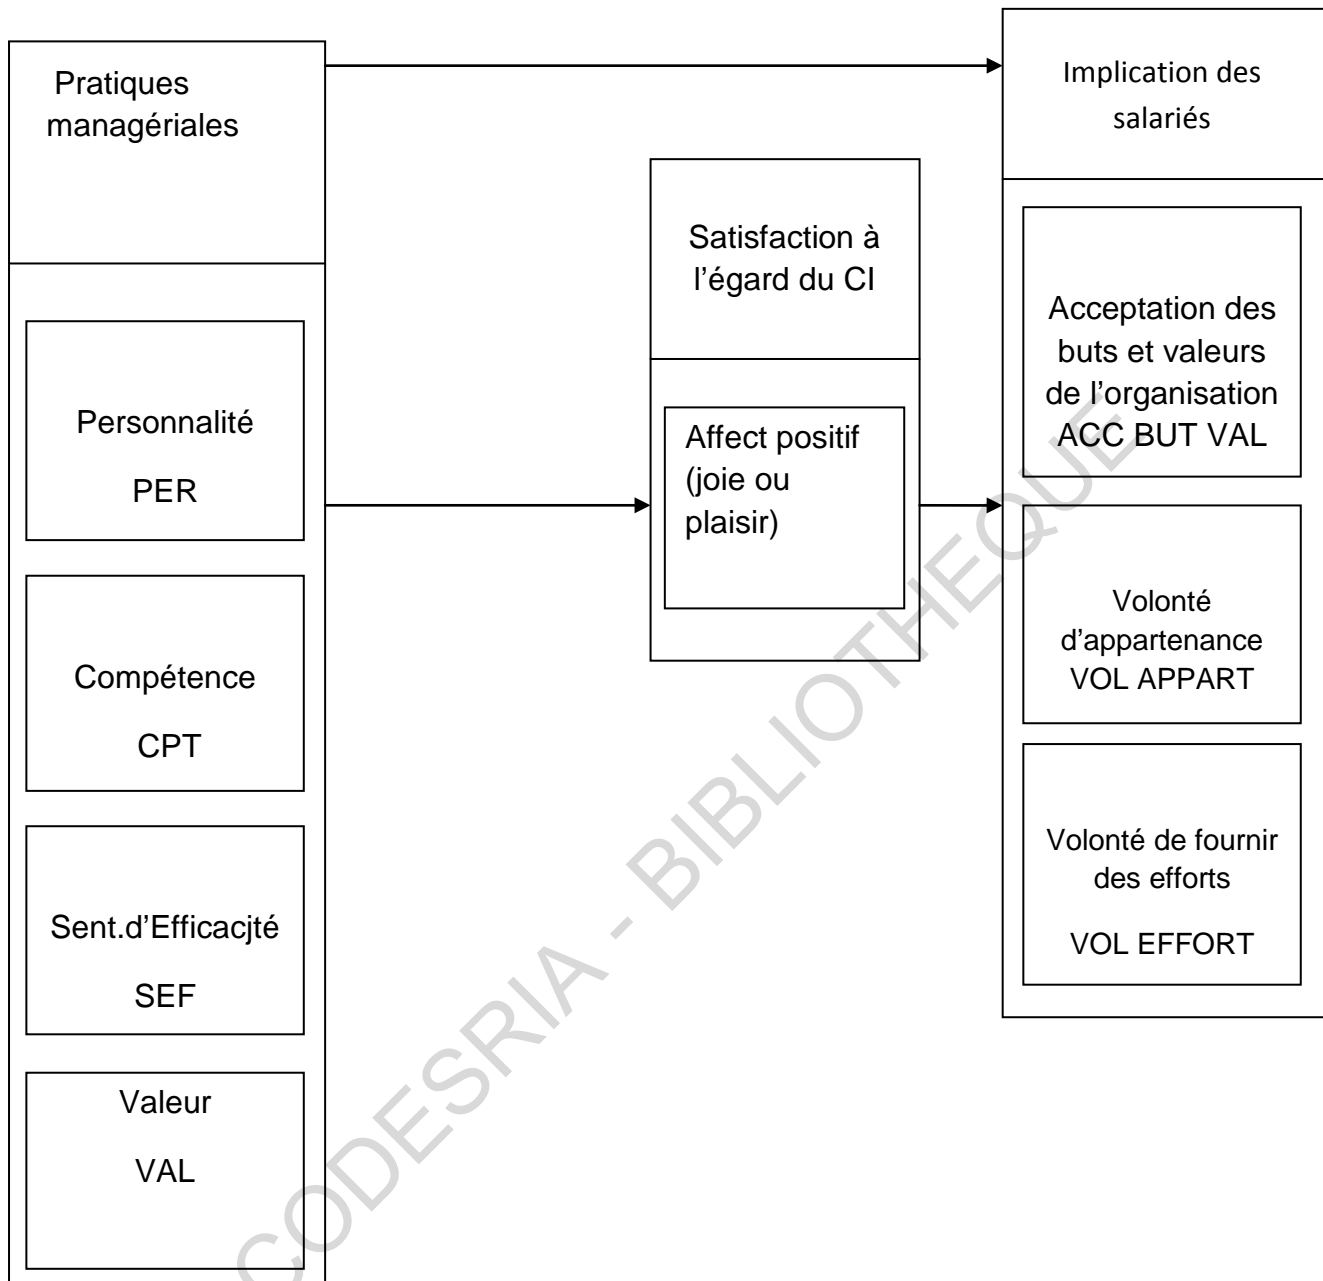 Pratiques
managériales
Personnalité
PER
Compétence
CPT
Sent.d’Efficacjté
SEF
Valeur
VAL
Satisfaction à
l’égard du CI
Affect positif
(joie ou
plaisir)
Implication des
salariés
Acceptation des
buts et valeurs
de l’organisation
ACC BUT VAL
Volonté
d’appartenance
VOL APPART
Volonté de fournir
des efforts
VOL EFFORT
CODESRIA - BIBLIOTHEQUE